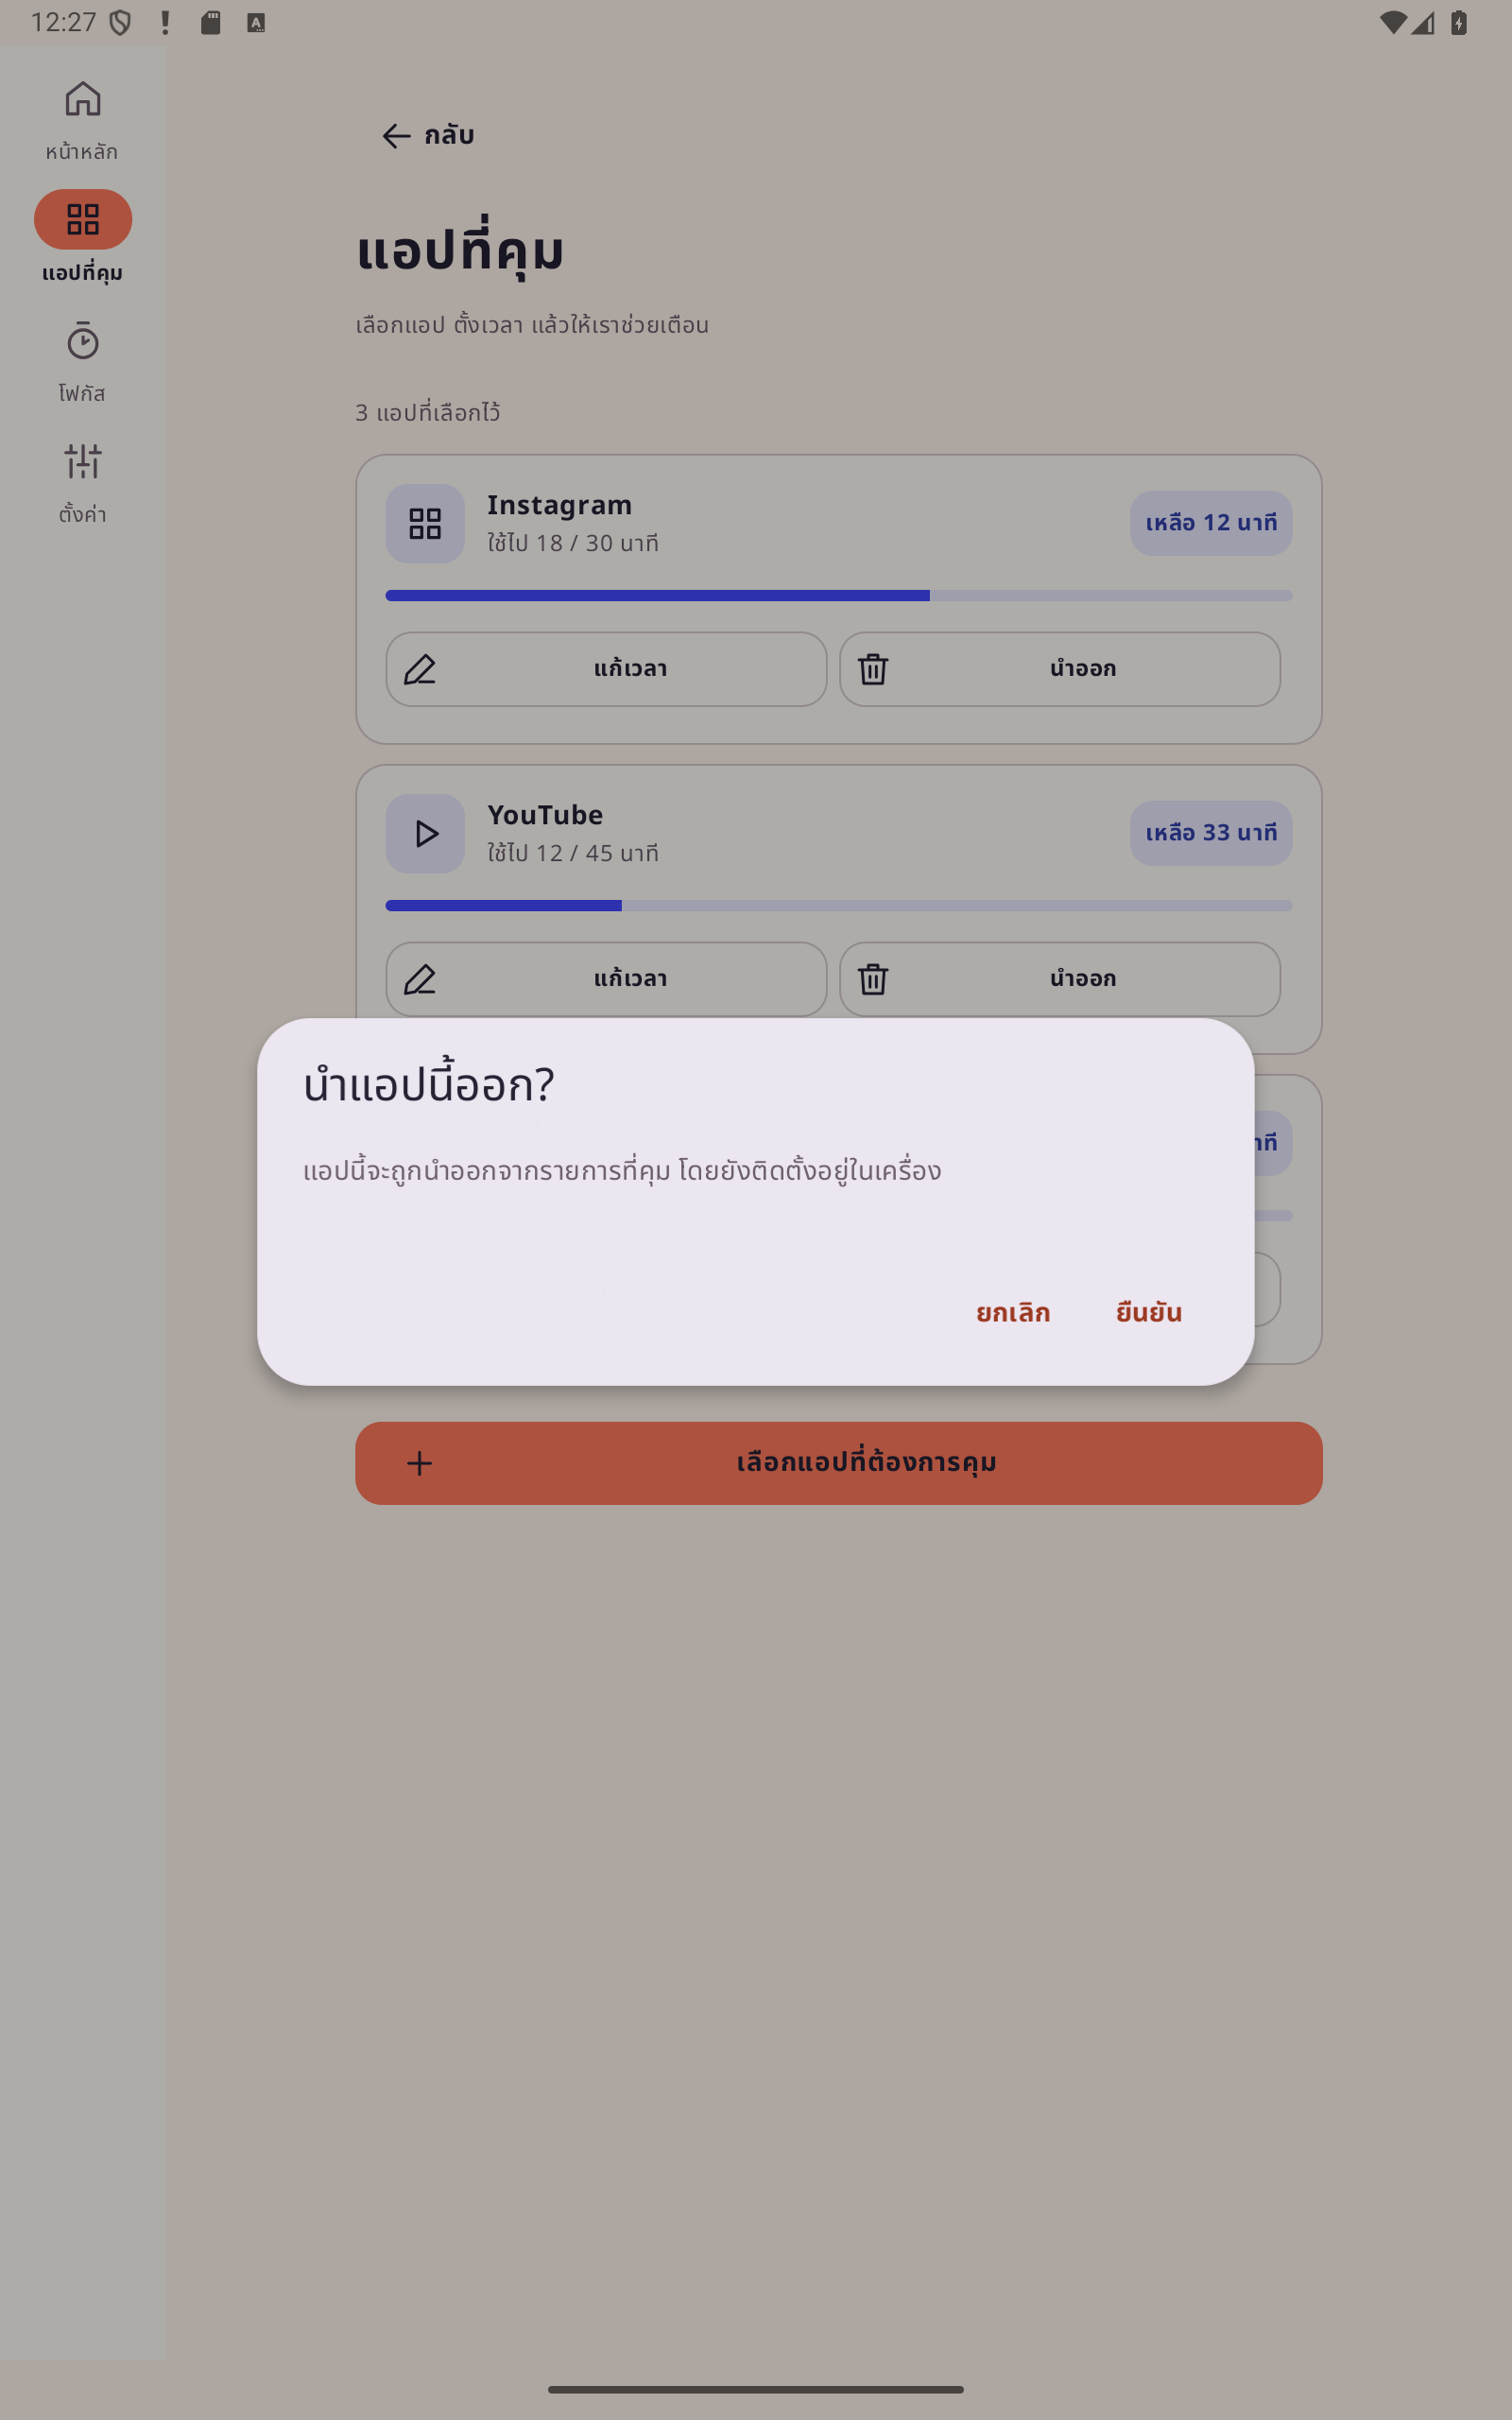 12:27
หน้าหลัก
แอปที่คุม
โฟกัส
ตั้งค่า
กลับ
แอปที่คุม
เลือกแอป ตั้งเวลา แล้วให้เราช่วยเตือน
3 แอปที่เลือกไว้
Instagram
ใช้ไป 18 / 30 นาที
เหลือ 12 นาที
แก้เวลา
นำออก
YouTube
ใช้ไป 12 / 45 นาที
เหลือ 33 นาที
แก้เวลา
นำออก
นำแอปนี้ออก?
แอปนี้จะถูกนำออกจากรายการที่คุม โดยยังติดตั้งอยู่ในเครื่อง
ยกเลิก
ยืนยัน
เลือกแอปที่ต้องการคุม